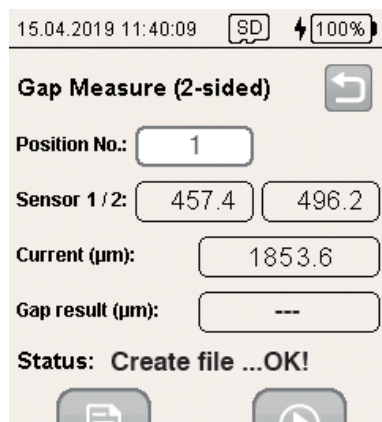 15.04.2019 11:40:09 SD 100%
Gap Measure (2-sided)
Position No.: 1
Sensor 1 / 2: 457.4 496.2
Current (µm): 1853.6
Gap result (µm): ---
Status: Create file ...OK!